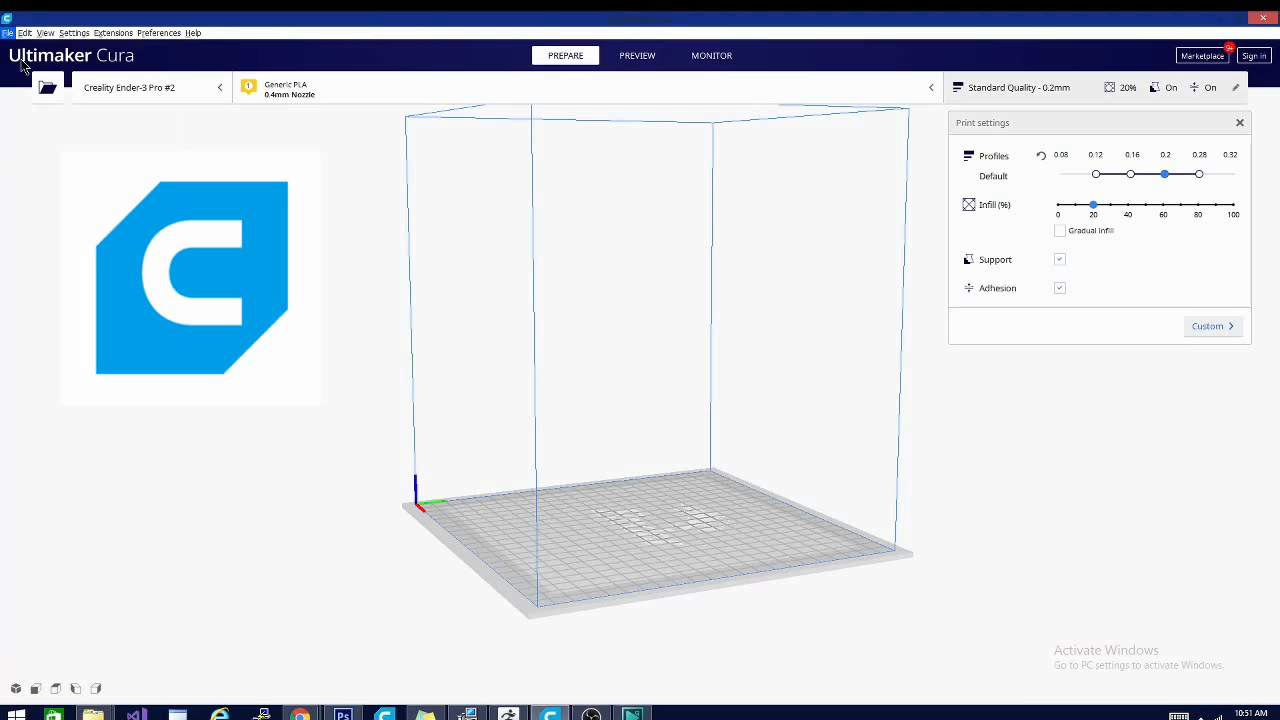 File Edit View Settings Extensions Preferences Help
Ultimaker Cura
PREPARE PREVIEW MONITOR
9+
Marketplace Sign in
Creality Ender-3 Pro #2
1
Generic PLA
0.4mm Nozzle
Standard Quality - 0.2mm 20% On On
Print settings
Profiles 0.08 0.12 0.16 0.2 0.28 0.32
Default
Infill (%)
0 20 40 60 80 100
Gradual infill
Support
Adhesion
Custom
Activate Windows
Go to PC settings to activate Windows.
10:51 AM